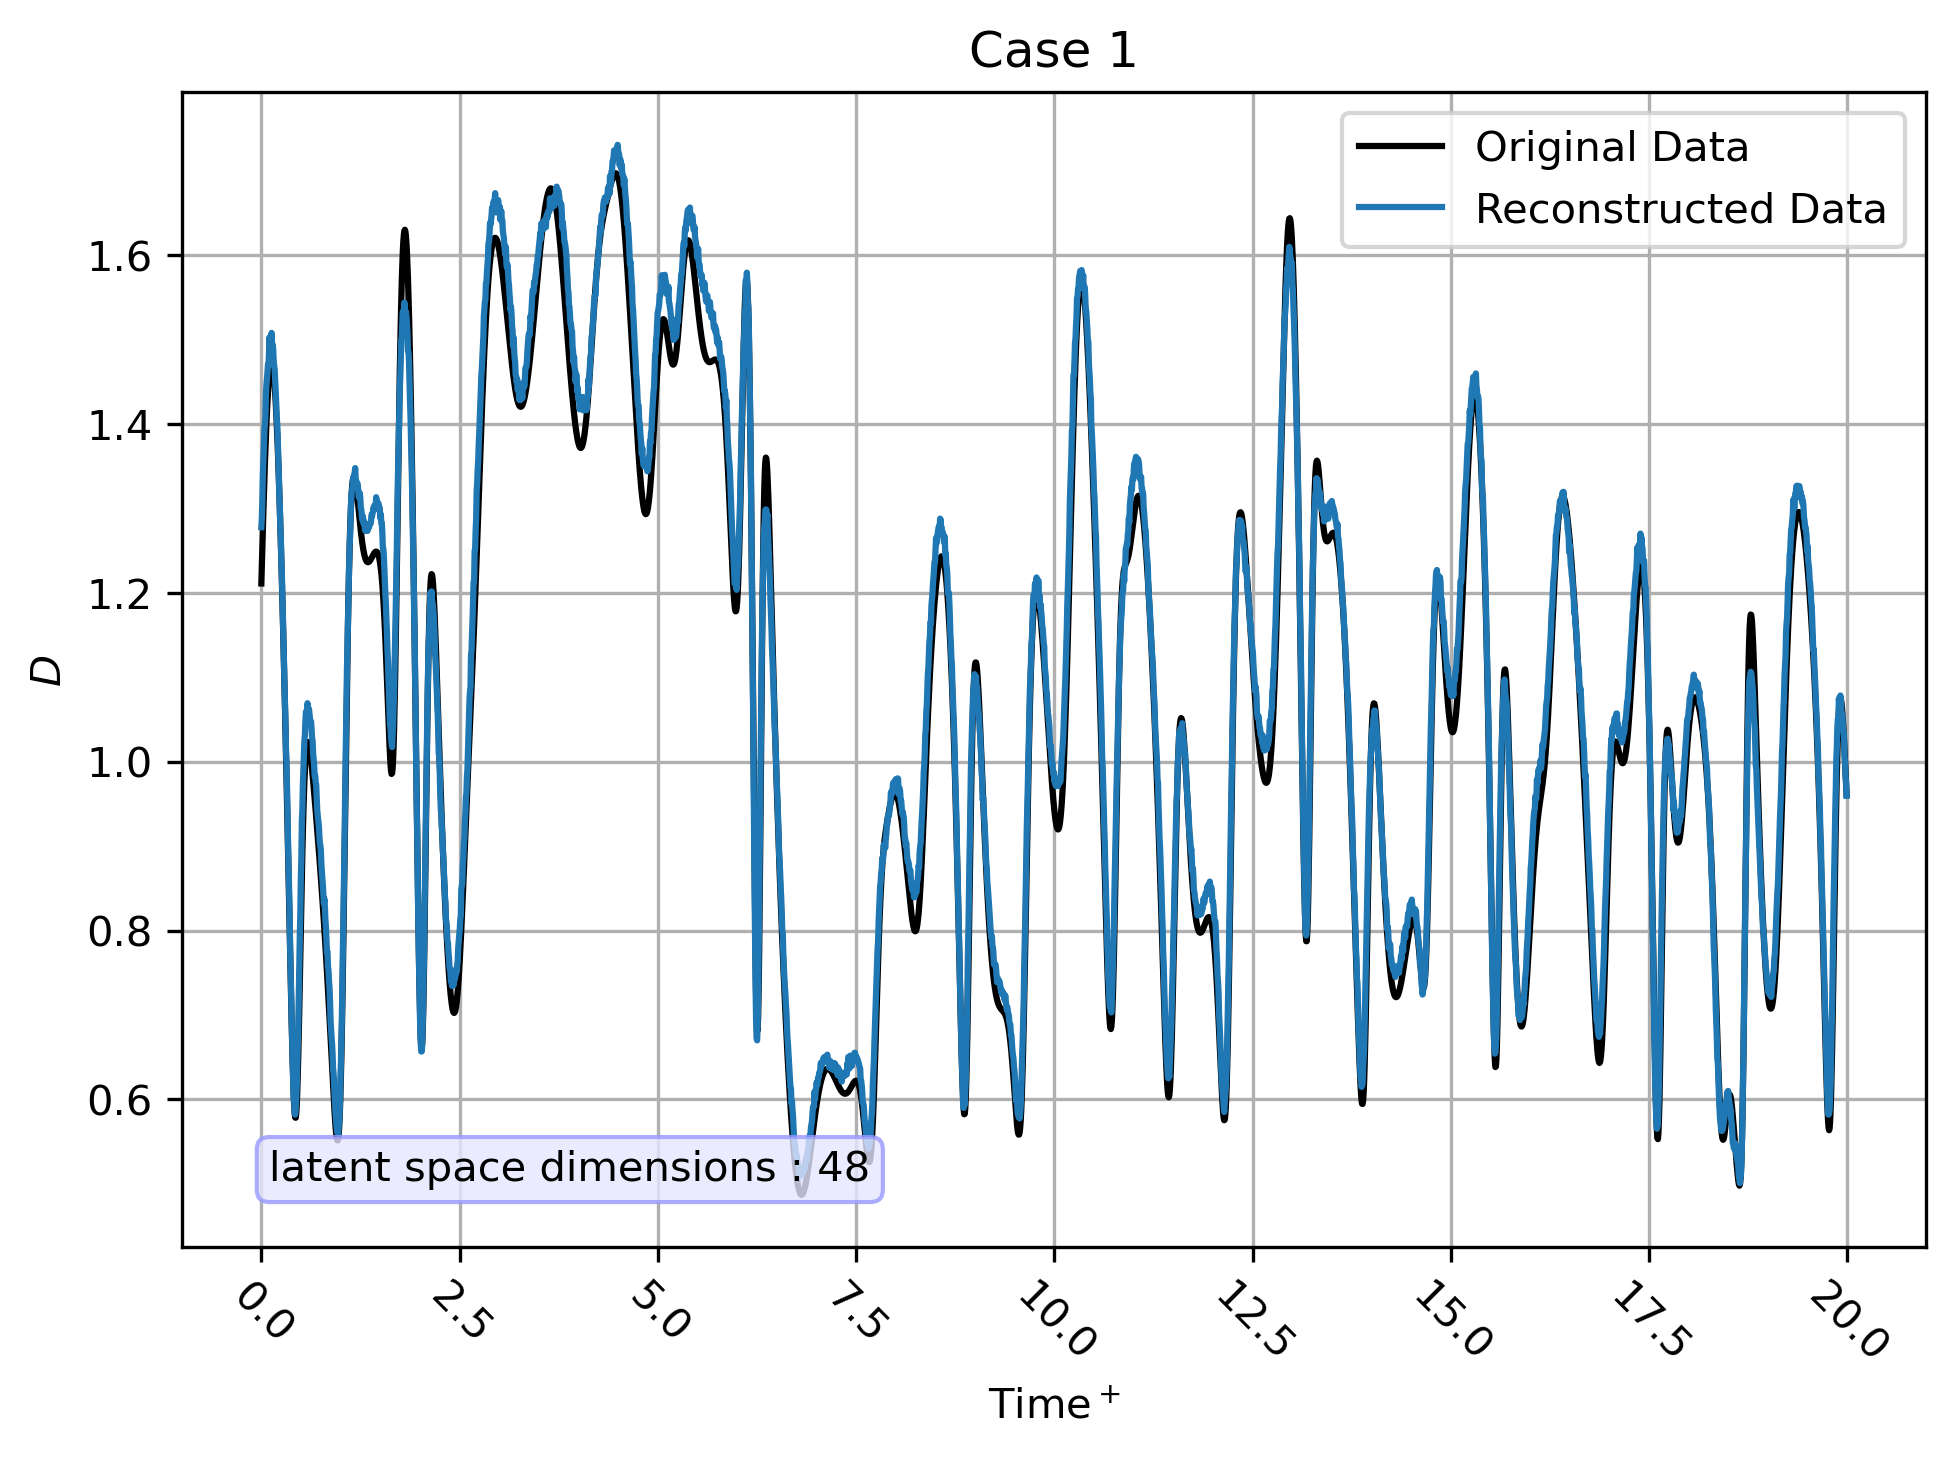 Case 1
Original Data
Reconstructed Data
1.6
1.4
1.2
1.0
0.8
0.6
D
latent space dimensions : 48
0.0
2.5
5.0
7.5
10.0
12.5
15.0
17.5
20.0
Time⁺